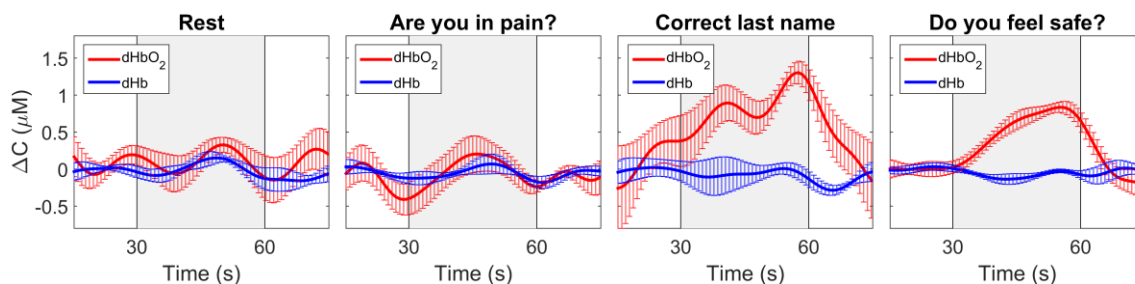 Rest
Are you in pain?
Correct last name
Do you feel safe?
dHbO2
dHb
dHbO2
dHb
dHbO2
dHb
dHbO2
dHb
ΔC (μM)
1.5
1
0.5
0
-0.5
30
60
30
60
30
60
30
60
Time (s)
Time (s)
Time (s)
Time (s)